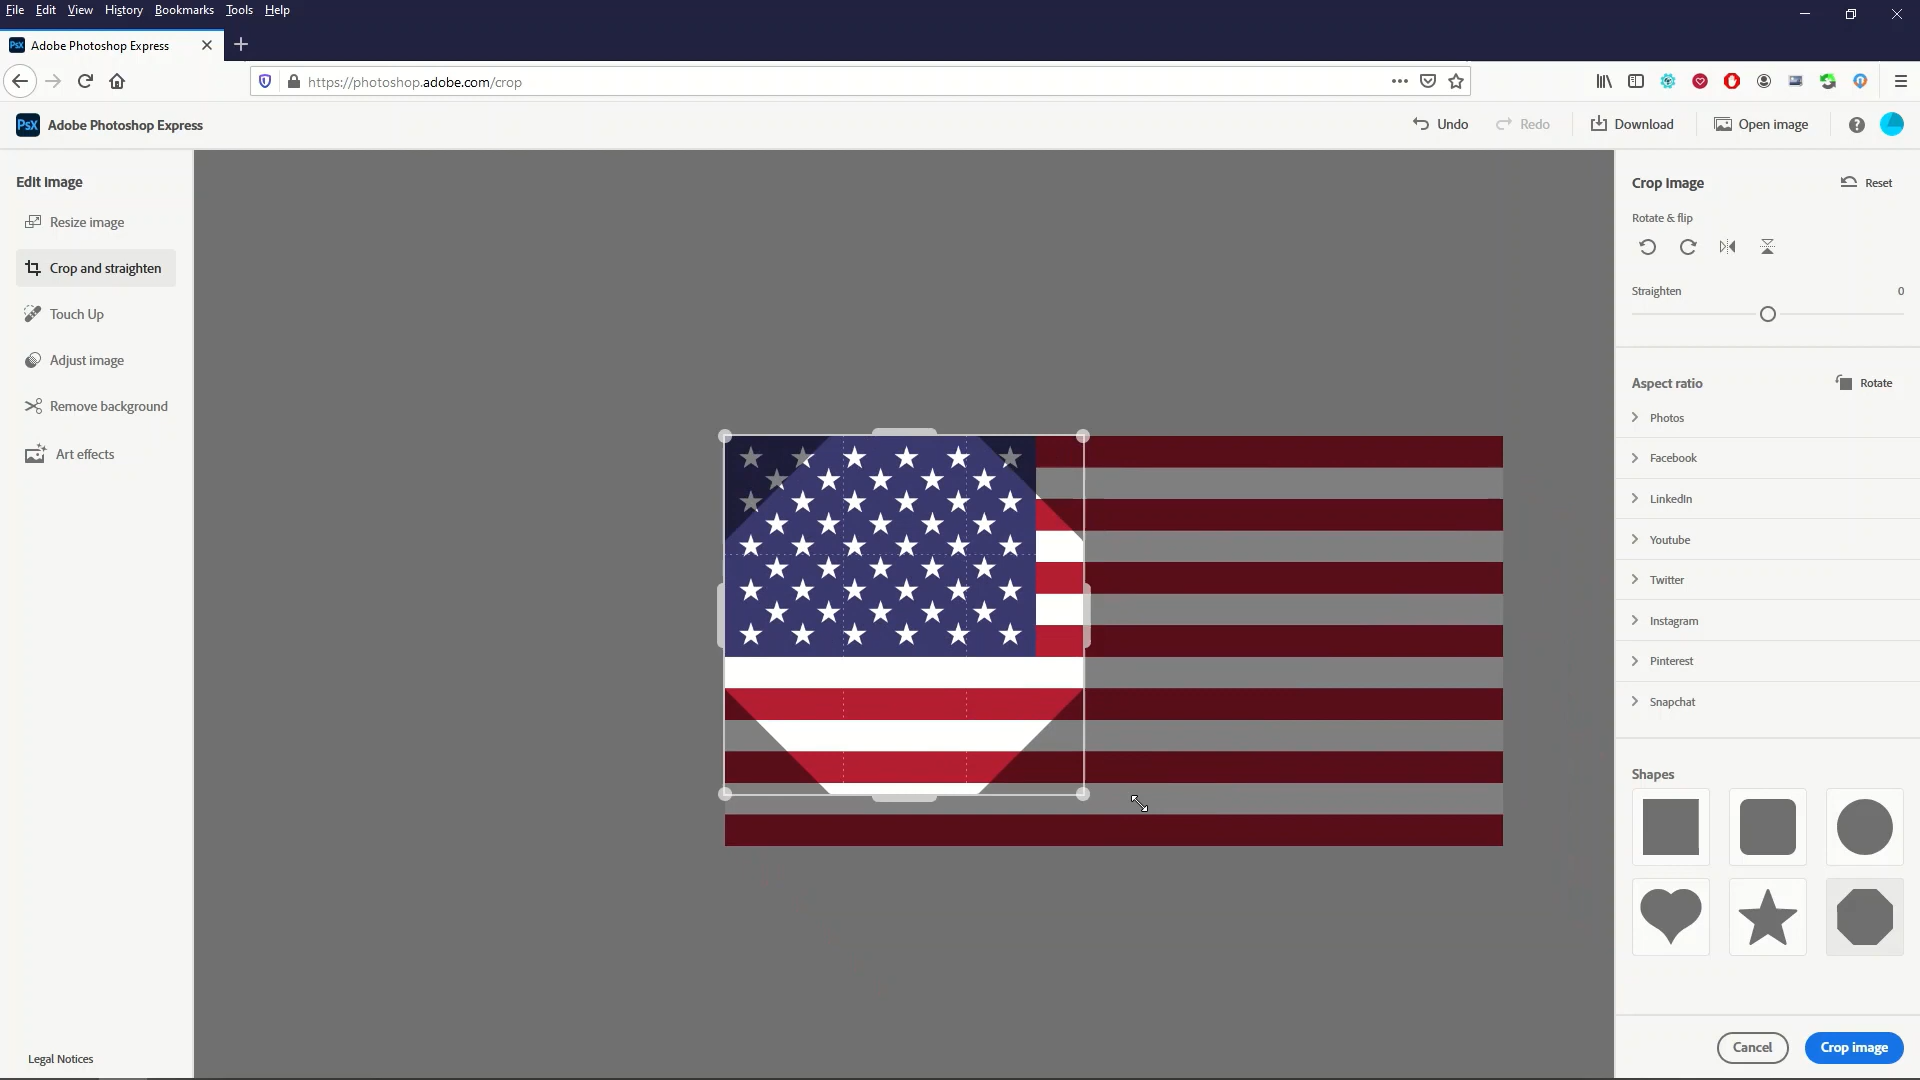 File Edit View History Bookmarks Tools Help
PsX Adobe Photoshop Express
https://photoshop.adobe.com/crop
PsX Adobe Photoshop Express
Undo Redo Download Open image
Edit Image
Resize image
Crop and straighten
Touch Up
Adjust image
Remove background
Art effects
Legal Notices
Crop Image Reset
Rotate & flip
Straighten 0
Aspect ratio Rotate
Photos
Facebook
LinkedIn
Youtube
Twitter
Instagram
Pinterest
Snapchat
Shapes
Cancel Crop image